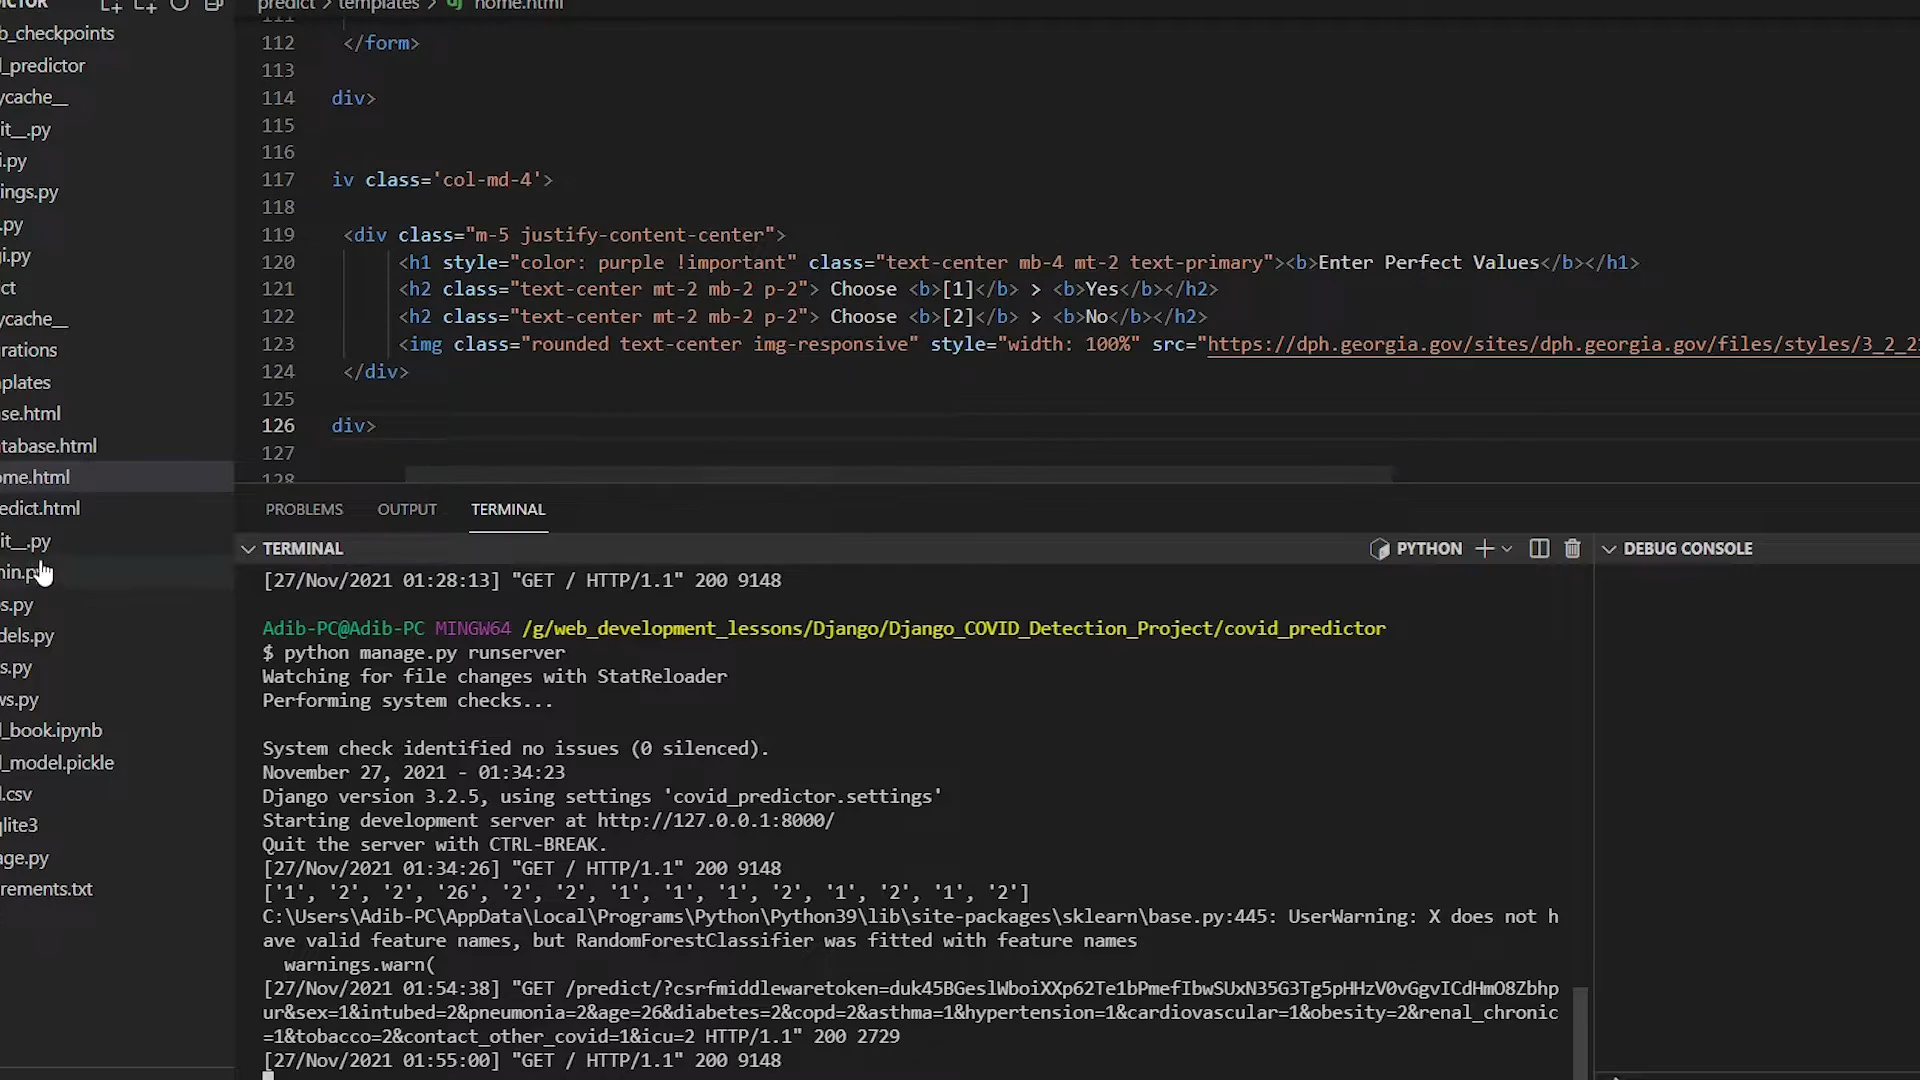 predict > templates > home.html
b_checkpoints
l_predictor
ycache__
it__.py
i.py
ings.py
.py
gi.py
ct
ycache__
rations
plates
se.html
tabase.html
ome.html
edict.html
it__.py
min.py
s.py
dels.py
s.py
ws.py
l_book.ipynb
l_model.pickle
l.csv
lite3
age.py
rements.txt
111
112 </form>
113
114 div>
115
116
117 iv class='col-md-4'>
118
119 <div class="m-5 justify-content-center">
120 <h1 style="color: purple !important" class="text-center mb-4 mt-2 text-primary"><b>Enter Perfect Values</b></h1>
121 <h2 class="text-center mt-2 mb-2 p-2"> Choose <b>[1]</b> > <b>Yes</b></h2>
122 <h2 class="text-center mt-2 mb-2 p-2"> Choose <b>[2]</b> > <b>No</b></h2>
123 <img class="rounded text-center img-responsive" style="width: 100%" src="https://dph.georgia.gov/sites/dph.georgia.gov/files/styles/3_2_2
124 </div>
125
126 div>
127
128
PROBLEMS OUTPUT TERMINAL
TERMINAL PYTHON DEBUG CONSOLE
[27/Nov/2021 01:28:13] "GET / HTTP/1.1" 200 9148
Adib-PC@Adib-PC MINGW64 /g/web_development_lessons/Django/Django_COVID_Detection_Project/covid_predictor
$ python manage.py runserver
Watching for file changes with StatReloader
Performing system checks...
System check identified no issues (0 silenced).
November 27, 2021 - 01:34:23
Django version 3.2.5, using settings 'covid_predictor.settings'
Starting development server at http://127.0.0.1:8000/
Quit the server with CTRL-BREAK.
[27/Nov/2021 01:34:26] "GET / HTTP/1.1" 200 9148
['1', '2', '2', '26', '2', '2', '1', '1', '1', '2', '1', '2', '1', '2']
C:\Users\Adib-PC\AppData\Local\Programs\Python\Python39\lib\site-packages\sklearn\base.py:445: UserWarning: X does not h
ave valid feature names, but RandomForestClassifier was fitted with feature names
warnings.warn(
[27/Nov/2021 01:54:38] "GET /predict/?csrfmiddlewaretoken=duk45BGeslWboiXXp62Te1bPmefIbwSUxN35G3Tg5pHHzV0vGgvICdHmO8Zbhp
ur&sex=1&intubed=2&pneumonia=2&age=26&diabetes=2&copd=2&asthma=1&hypertension=1&cardiovascular=1&obesity=2&renal_chronic
=1&tobacco=2&contact_other_covid=1&icu=2 HTTP/1.1" 200 2729
[27/Nov/2021 01:55:00] "GET / HTTP/1.1" 200 9148